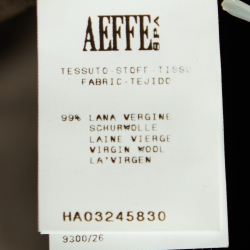 AEFFE SPA
TESSUTO-STOFF-TISSU
FABRIC-TEJIDO
99% LANA VERGINE
SCHURWOLLE
LAINE VIERGE
VIRGIN WOOL
LA'VIRGEN
HA03245830
9300/26